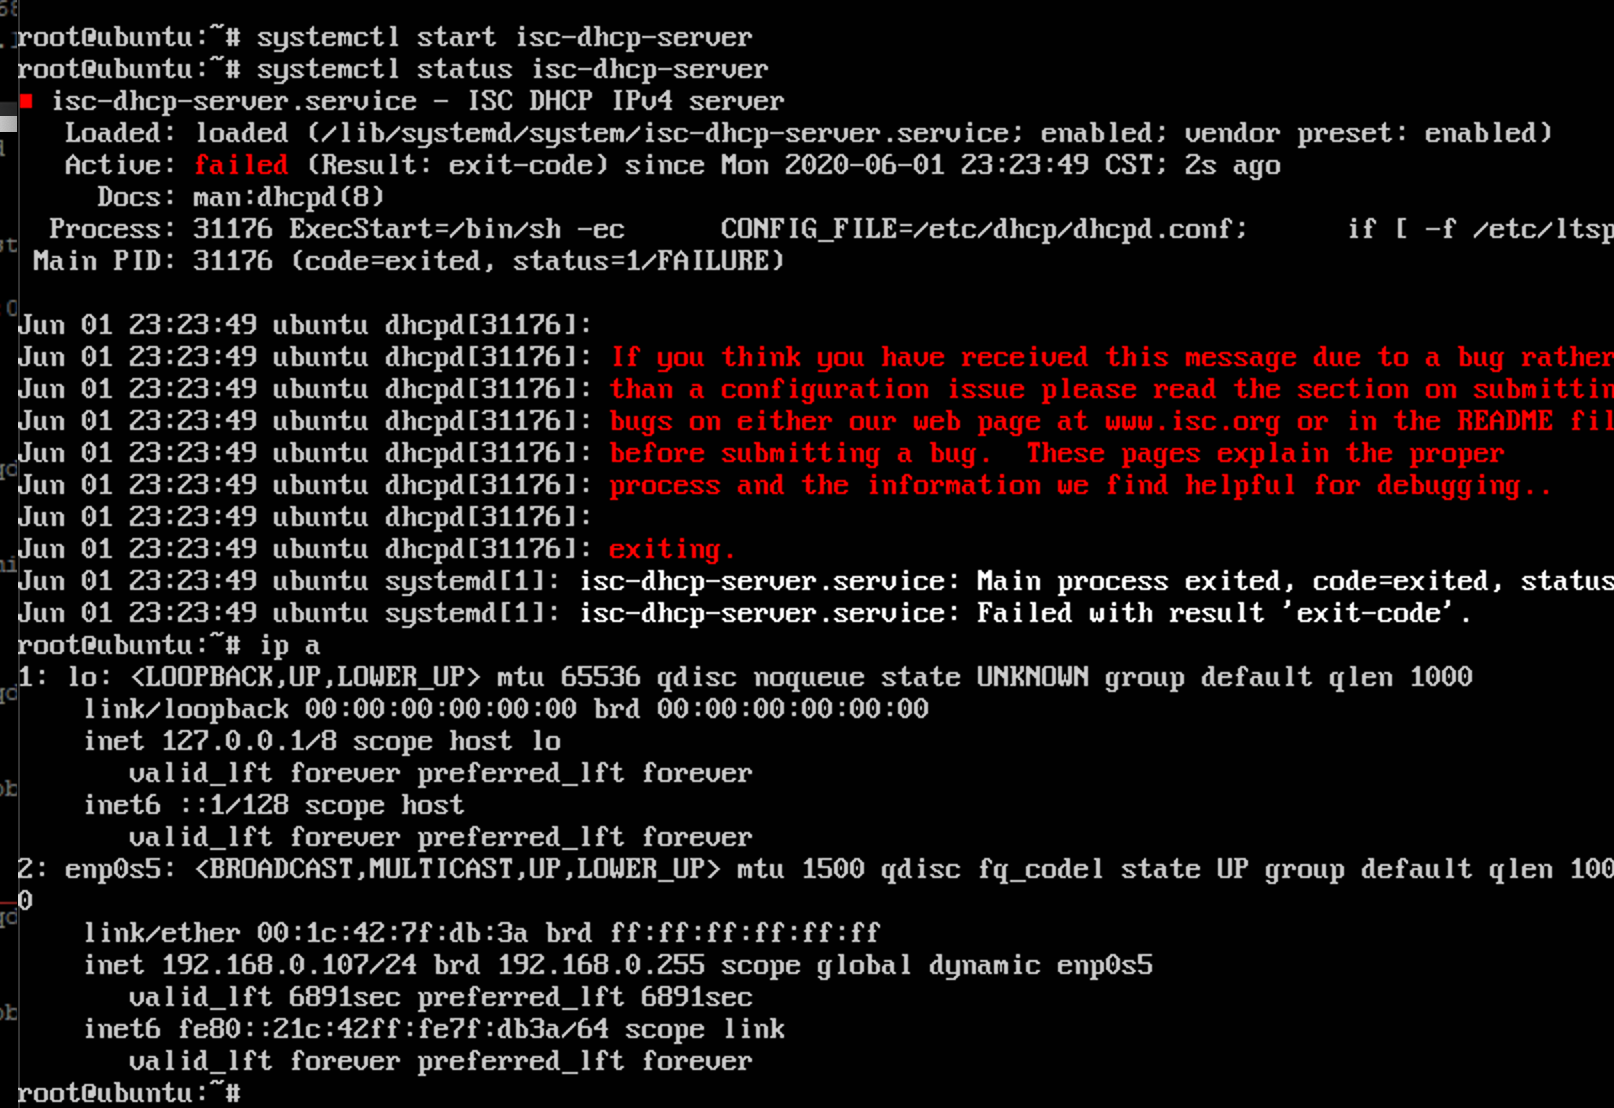 root@ubuntu:~# systemctl start isc-dhcp-server
root@ubuntu:~# systemctl status isc-dhcp-server
isc-dhcp-server.service - ISC DHCP IPv4 server
Loaded: loaded (/lib/systemd/system/isc-dhcp-server.service; enabled; vendor preset: enabled)
Active: failed (Result: exit-code) since Mon 2020-06-01 23:23:49 CST; 2s ago
Docs: man:dhcpd(8)
Process: 31176 ExecStart=/bin/sh -ec CONFIG_FILE=/etc/dhcp/dhcpd.conf; if [ -f /etc/ltsp
Main PID: 31176 (code=exited, status=1/FAILURE)
Jun 01 23:23:49 ubuntu dhcpd[31176]:
Jun 01 23:23:49 ubuntu dhcpd[31176]: If you think you have received this message due to a bug rather
Jun 01 23:23:49 ubuntu dhcpd[31176]: than a configuration issue please read the section on submittin
Jun 01 23:23:49 ubuntu dhcpd[31176]: bugs on either our web page at www.isc.org or in the README fil
Jun 01 23:23:49 ubuntu dhcpd[31176]: before submitting a bug.  These pages explain the proper
Jun 01 23:23:49 ubuntu dhcpd[31176]: process and the information we find helpful for debugging..
Jun 01 23:23:49 ubuntu dhcpd[31176]:
Jun 01 23:23:49 ubuntu dhcpd[31176]: exiting.
Jun 01 23:23:49 ubuntu systemd[1]: isc-dhcp-server.service: Main process exited, code=exited, status
Jun 01 23:23:49 ubuntu systemd[1]: isc-dhcp-server.service: Failed with result 'exit-code'.
root@ubuntu:~# ip a
1: lo: <LOOPBACK,UP,LOWER_UP> mtu 65536 qdisc noqueue state UNKNOWN group default qlen 1000
link/loopback 00:00:00:00:00:00 brd 00:00:00:00:00:00
inet 127.0.0.1/8 scope host lo
valid_lft forever preferred_lft forever
inet6 ::1/128 scope host
valid_lft forever preferred_lft forever
2: enp0s5: <BROADCAST,MULTICAST,UP,LOWER_UP> mtu 1500 qdisc fq_codel state UP group default qlen 100
0
link/ether 00:1c:42:7f:db:3a brd ff:ff:ff:ff:ff:ff
inet 192.168.0.107/24 brd 192.168.0.255 scope global dynamic enp0s5
valid_lft 6891sec preferred_lft 6891sec
inet6 fe80::21c:42ff:fe7f:db3a/64 scope link
valid_lft forever preferred_lft forever
root@ubuntu:~#